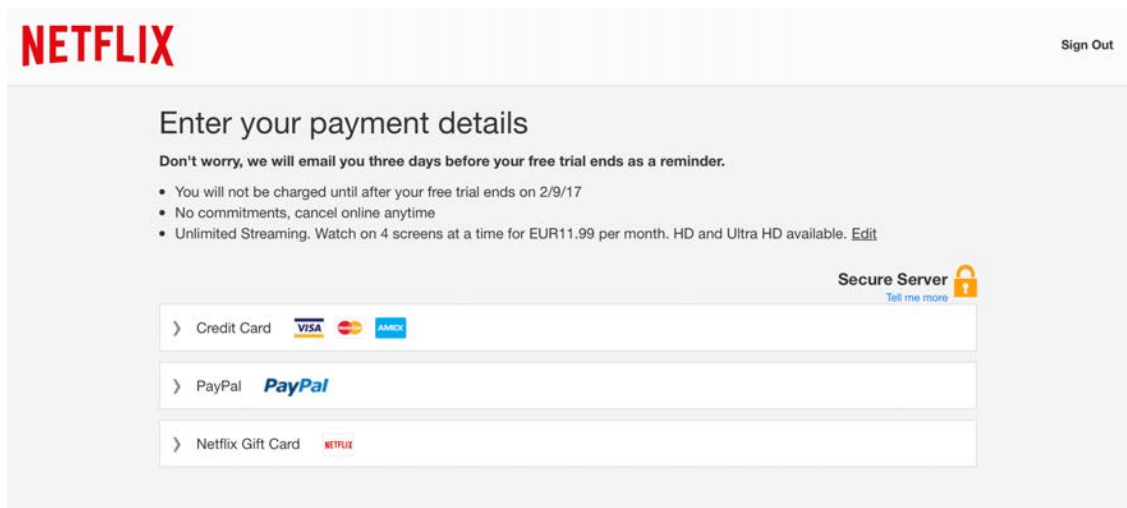 NETFLIX
Sign Out
Enter your payment details
Don't worry, we will email you three days before your free trial ends as a reminder.
• You will not be charged until after your free trial ends on 2/9/17
• No commitments, cancel online anytime
• Unlimited Streaming. Watch on 4 screens at a time for EUR11.99 per month. HD and Ultra HD available. Edit
Secure Server
Tell me more
Credit Card VISA MasterCard AMEX
PayPal PayPal
Netflix Gift Card NETFLIX